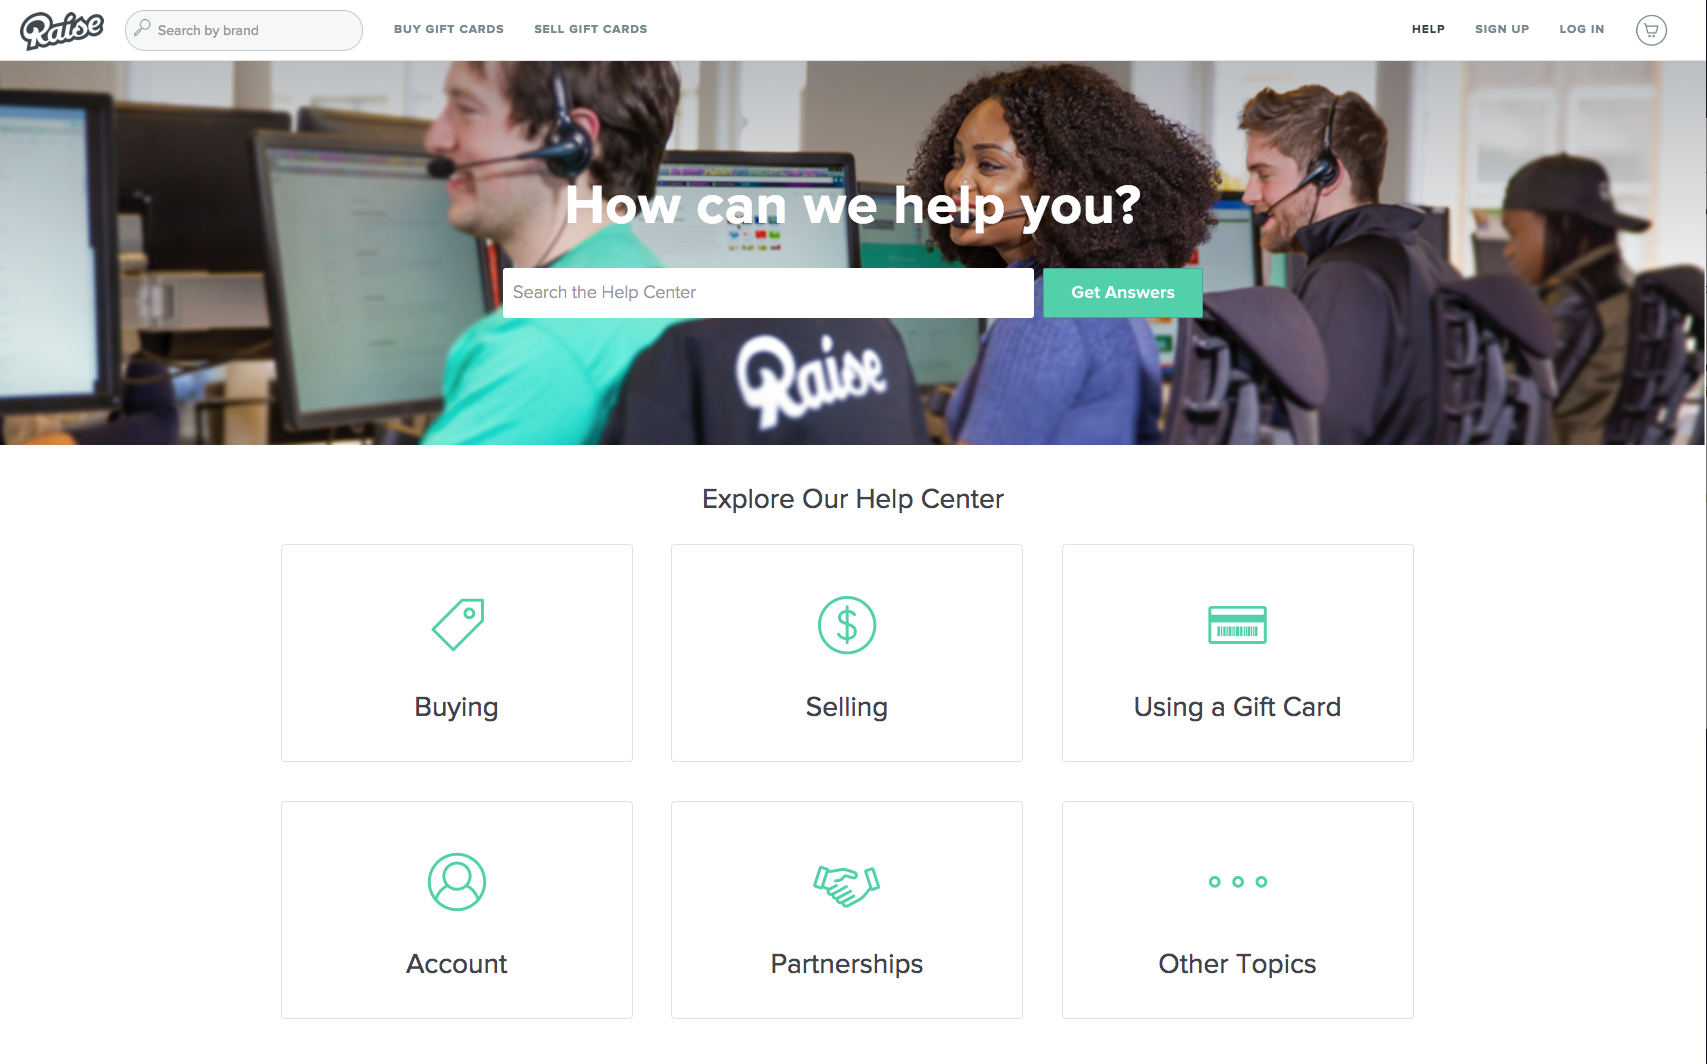 Raise
Search by brand
BUY GIFT CARDS
SELL GIFT CARDS
HELP
SIGN UP
LOG IN
How can we help you?
Search the Help Center
Get Answers
Raise
Explore Our Help Center
Buying
Selling
Using a Gift Card
Account
Partnerships
Other Topics